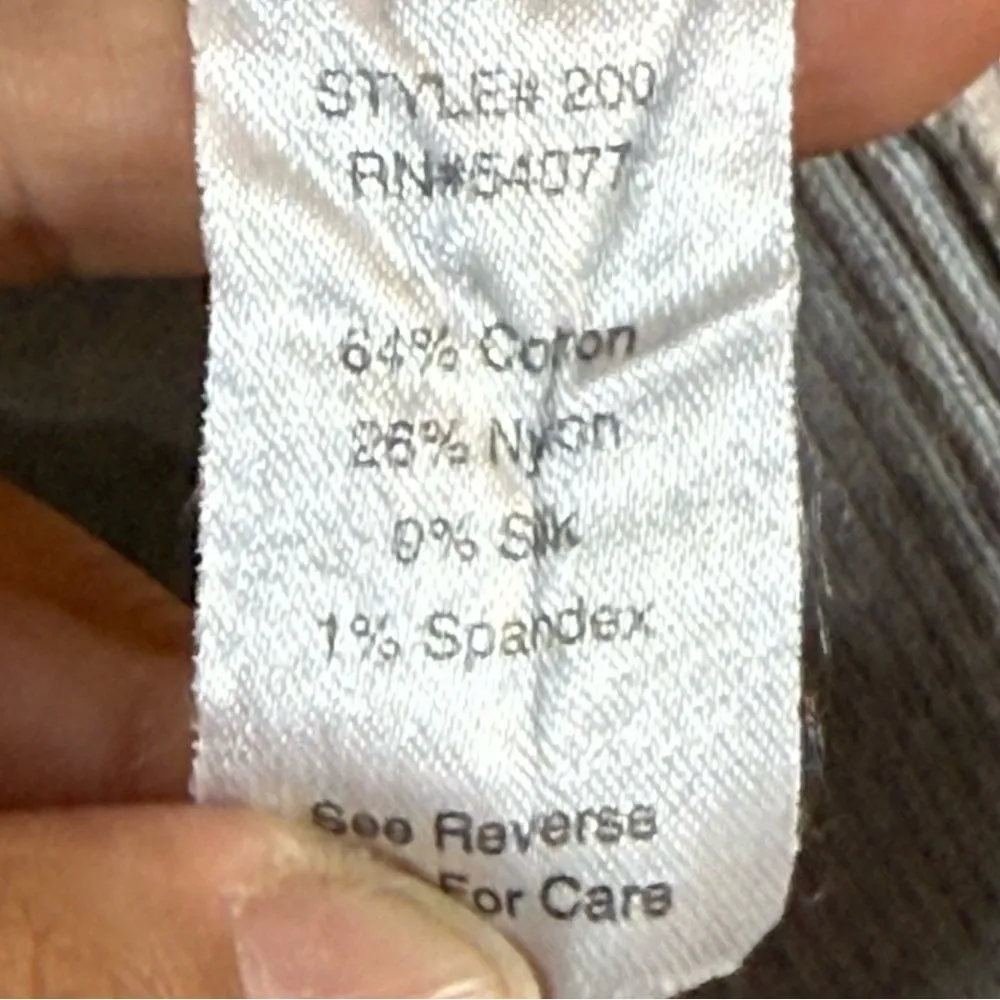 STYLE# 200
RN#54077
64% Cotton
26% Nylon
9% Silk
1% Spandex
See Reverse
For Care